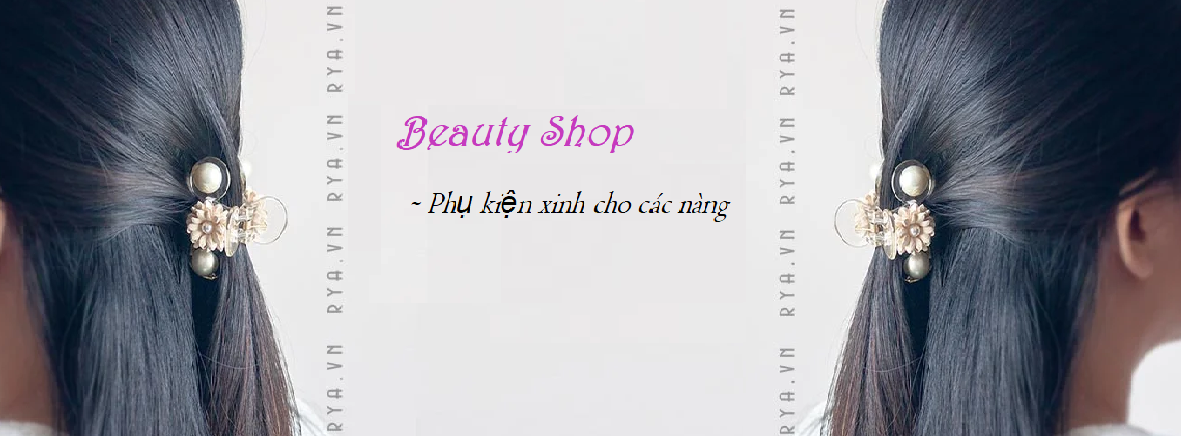 Beauty Shop
~ Phụ kiện xinh cho các nàng
RYA.VN RYA.VN RYA.VN RYA.VN
RYA.VN RYA.VN RYA.VN RYA.VN